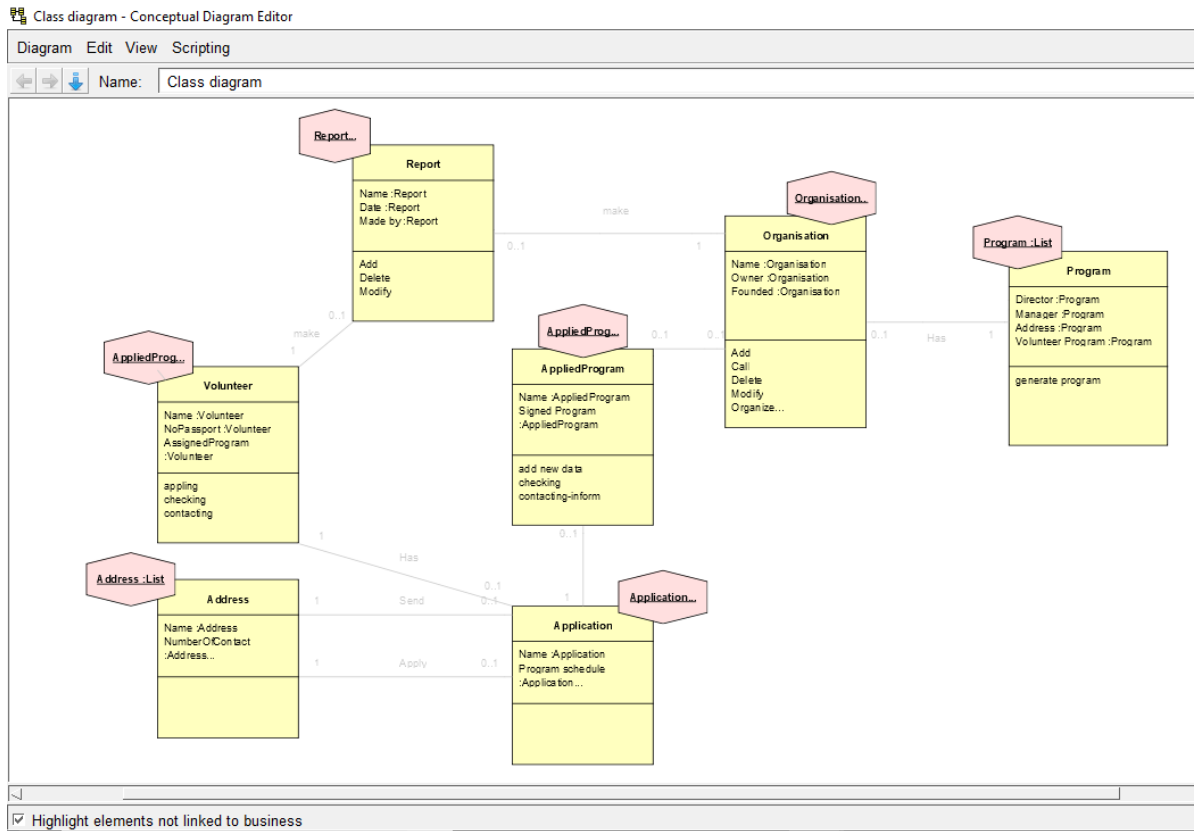 Class diagram - Conceptual Diagram Editor
Diagram Edit View Scripting
Name: Class diagram
Report...
Report
Name :Report
Date :Report
Made by :Report
Add
Delete
Modify
make
0..1
1
Organisation..
Organisation
Name :Organisation
Owner :Organisation
Founded :Organisation
Add
Call
Delete
Modify
Organize...
Program :List
Program
Director :Program
Manager :Program
Address :Program
Volunteer Program :Program
generate program
0..1
Has
1
0..1
make
1
AppliedProg...
Volunteer
Name :Volunteer
NoPassport :Volunteer
AssignedProgram
:Volunteer
appling
checking
contacting
AppliedProg...
0..1
0..1
AppliedProgram
Name :AppliedProgram
Signed Program
:AppliedProgram
add new data
checking
contacting-inform
0..1
1
1
Has
0..1
Address :List
Address
Name :Address
NumberOfContact
:Address...
1
Send
0..1
1
Apply
0..1
Application...
Application
Name :Application
Program schedule
:Application...
Highlight elements not linked to business